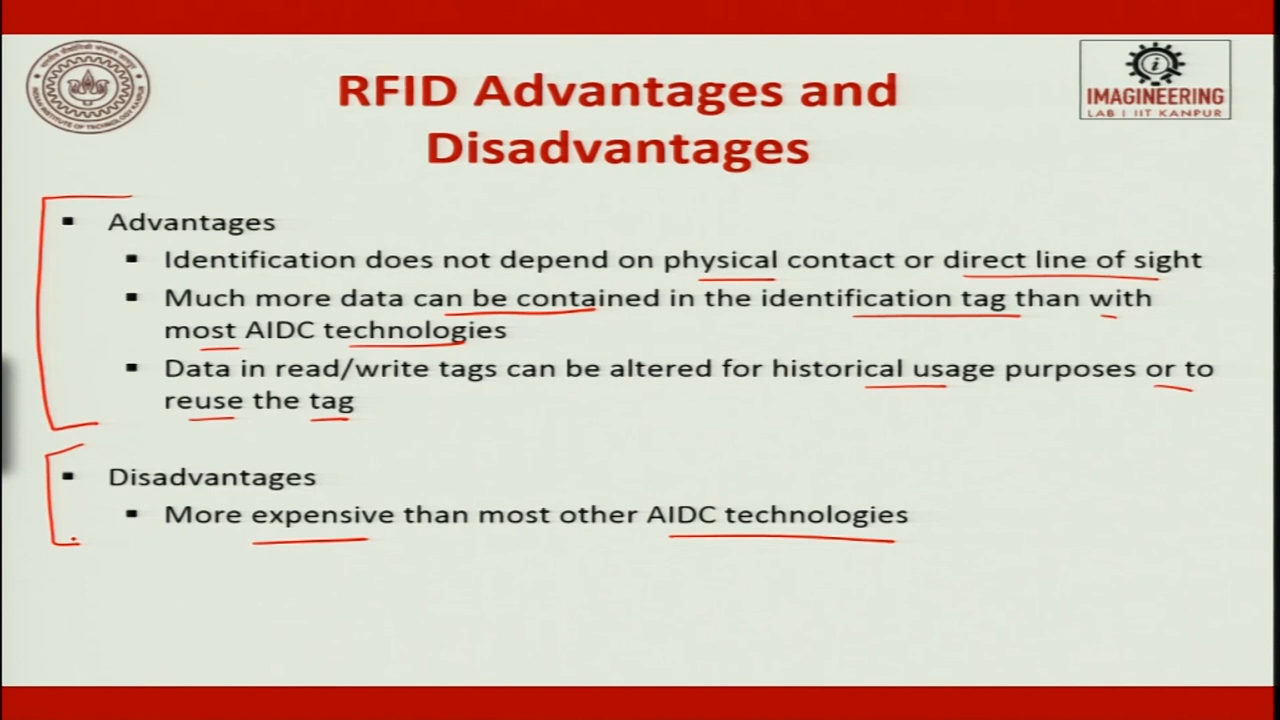 RFID Advantages and
Disadvantages
IMAGINEERING
LAB | IIT KANPUR
▪ Advantages
▪ Identification does not depend on physical contact or direct line of sight
▪ Much more data can be contained in the identification tag than with
most AIDC technologies
▪ Data in read/write tags can be altered for historical usage purposes or to
reuse the tag
▪ Disadvantages
▪ More expensive than most other AIDC technologies